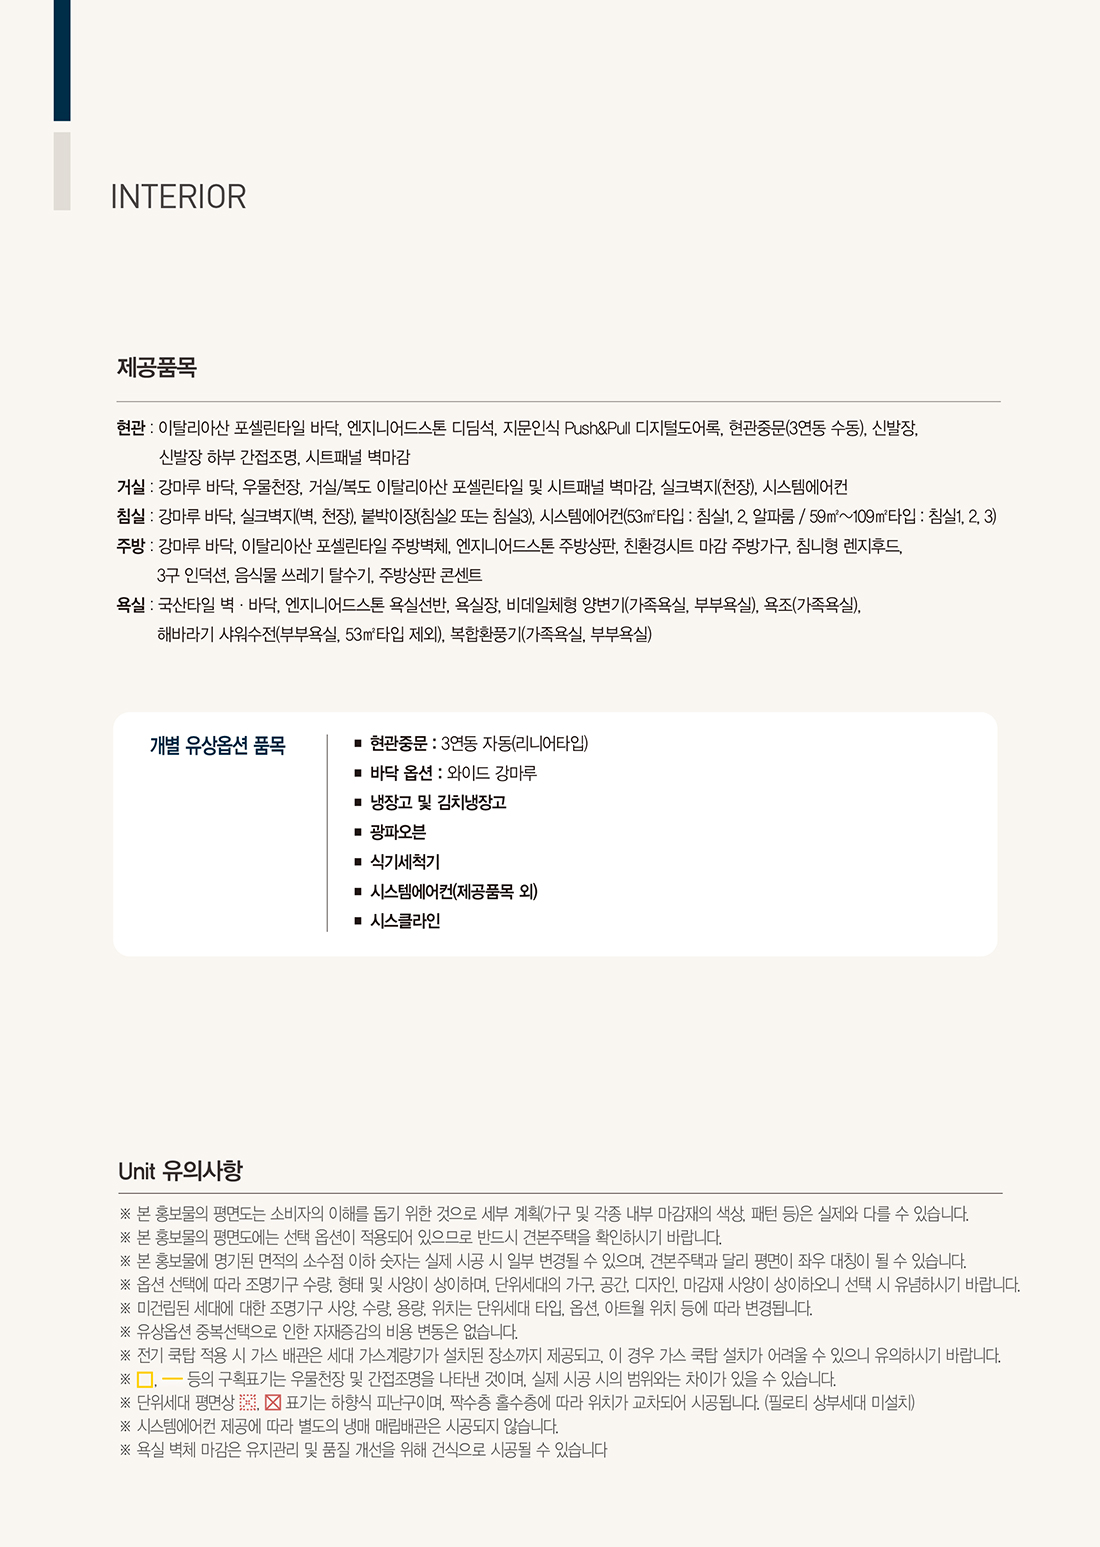 INTERIOR
제공품목
현관 : 이탈리아산 포셀린타일 바닥, 엔지니어드스톤 디딤석, 지문인식 Push&Pull 디지털도어록, 현관중문(3연동 수동), 신발장,
신발장 하부 간접조명, 시트패널 벽마감
거실 : 강마루 바닥, 우물천장, 거실/복도 이탈리아산 포셀린타일 및 시트패널 벽마감, 실크벽지(천장), 시스템에어컨
침실 : 강마루 바닥, 실크벽지(벽, 천장), 붙박이장(침실2 또는 침실3), 시스템에어컨(53㎡타입 : 침실1, 2, 알파룸 / 59㎡~109㎡타입 : 침실1, 2, 3)
주방 : 강마루 바닥, 이탈리아산 포셀린타일 주방벽체, 엔지니어드스톤 주방상판, 친환경시트 마감 주방가구, 침니형 렌지후드,
3구 인덕션, 음식물 쓰레기 탈수기, 주방상판 콘센트
욕실 : 국산타일 벽 · 바닥, 엔지니어드스톤 욕실선반, 욕실장, 비데일체형 양변기(가족욕실, 부부욕실), 욕조(가족욕실),
해바라기 샤워수전(부부욕실, 53㎡타입 제외), 복합환풍기(가족욕실, 부부욕실)
개별 유상옵션 품목
■ 현관중문 : 3연동 자동(리니어타입)
■ 바닥 옵션 : 와이드 강마루
■ 냉장고 및 김치냉장고
■ 광파오븐
■ 식기세척기
■ 시스템에어컨(제공품목 외)
■ 시스클라인
Unit 유의사항
※ 본 홍보물의 평면도는 소비자의 이해를 돕기 위한 것으로 세부 계획(가구 및 각종 내부 마감재의 색상, 패턴 등)은 실제와 다를 수 있습니다.
※ 본 홍보물의 평면도에는 선택 옵션이 적용되어 있으므로 반드시 견본주택을 확인하시기 바랍니다.
※ 본 홍보물에 명기된 면적의 소수점 이하 숫자는 실제 시공 시 일부 변경될 수 있으며, 견본주택과 달리 평면이 좌우 대칭이 될 수 있습니다.
※ 옵션 선택에 따라 조명기구 수량, 형태 및 사양이 상이하며, 단위세대의 가구, 공간, 디자인, 마감재 사양이 상이하오니 선택 시 유념하시기 바랍니다.
※ 미건립된 세대에 대한 조명기구 사양, 수량, 용량, 위치는 단위세대 타입, 옵션, 아트월 위치 등에 따라 변경됩니다.
※ 유상옵션 중복선택으로 인한 자재증감의 비용 변동은 없습니다.
※ 전기 쿡탑 적용 시 가스 배관은 세대 가스계량기가 설치된 장소까지 제공되고, 이 경우 가스 쿡탑 설치가 어려울 수 있으니 유의하시기 바랍니다.
※ , 등의 구획표기는 우물천장 및 간접조명을 나타낸 것이며, 실제 시공 시의 범위와는 차이가 있을 수 있습니다.
※ 단위세대 평면상 , 표기는 하향식 피난구이며, 짝수층 홀수층에 따라 위치가 교차되어 시공됩니다. (필로티 상부세대 미설치)
※ 시스템에어컨 제공에 따라 별도의 냉매 매립배관은 시공되지 않습니다.
※ 욕실 벽체 마감은 유지관리 및 품질 개선을 위해 건식으로 시공될 수 있습니다